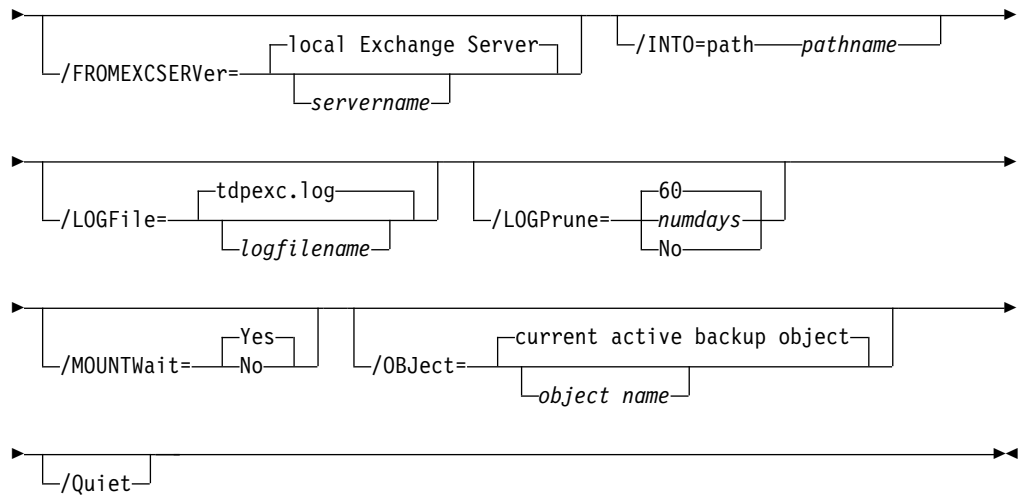 local Exchange Server
/FROMEXCSERVer=
servername
/INTO=path pathname
tdpexc.log
/LOGFile=
logfilename
60
/LOGPrune= numdays
No
Yes
/MOUNTWait= No
current active backup object
/OBJect=
object name
/Quiet